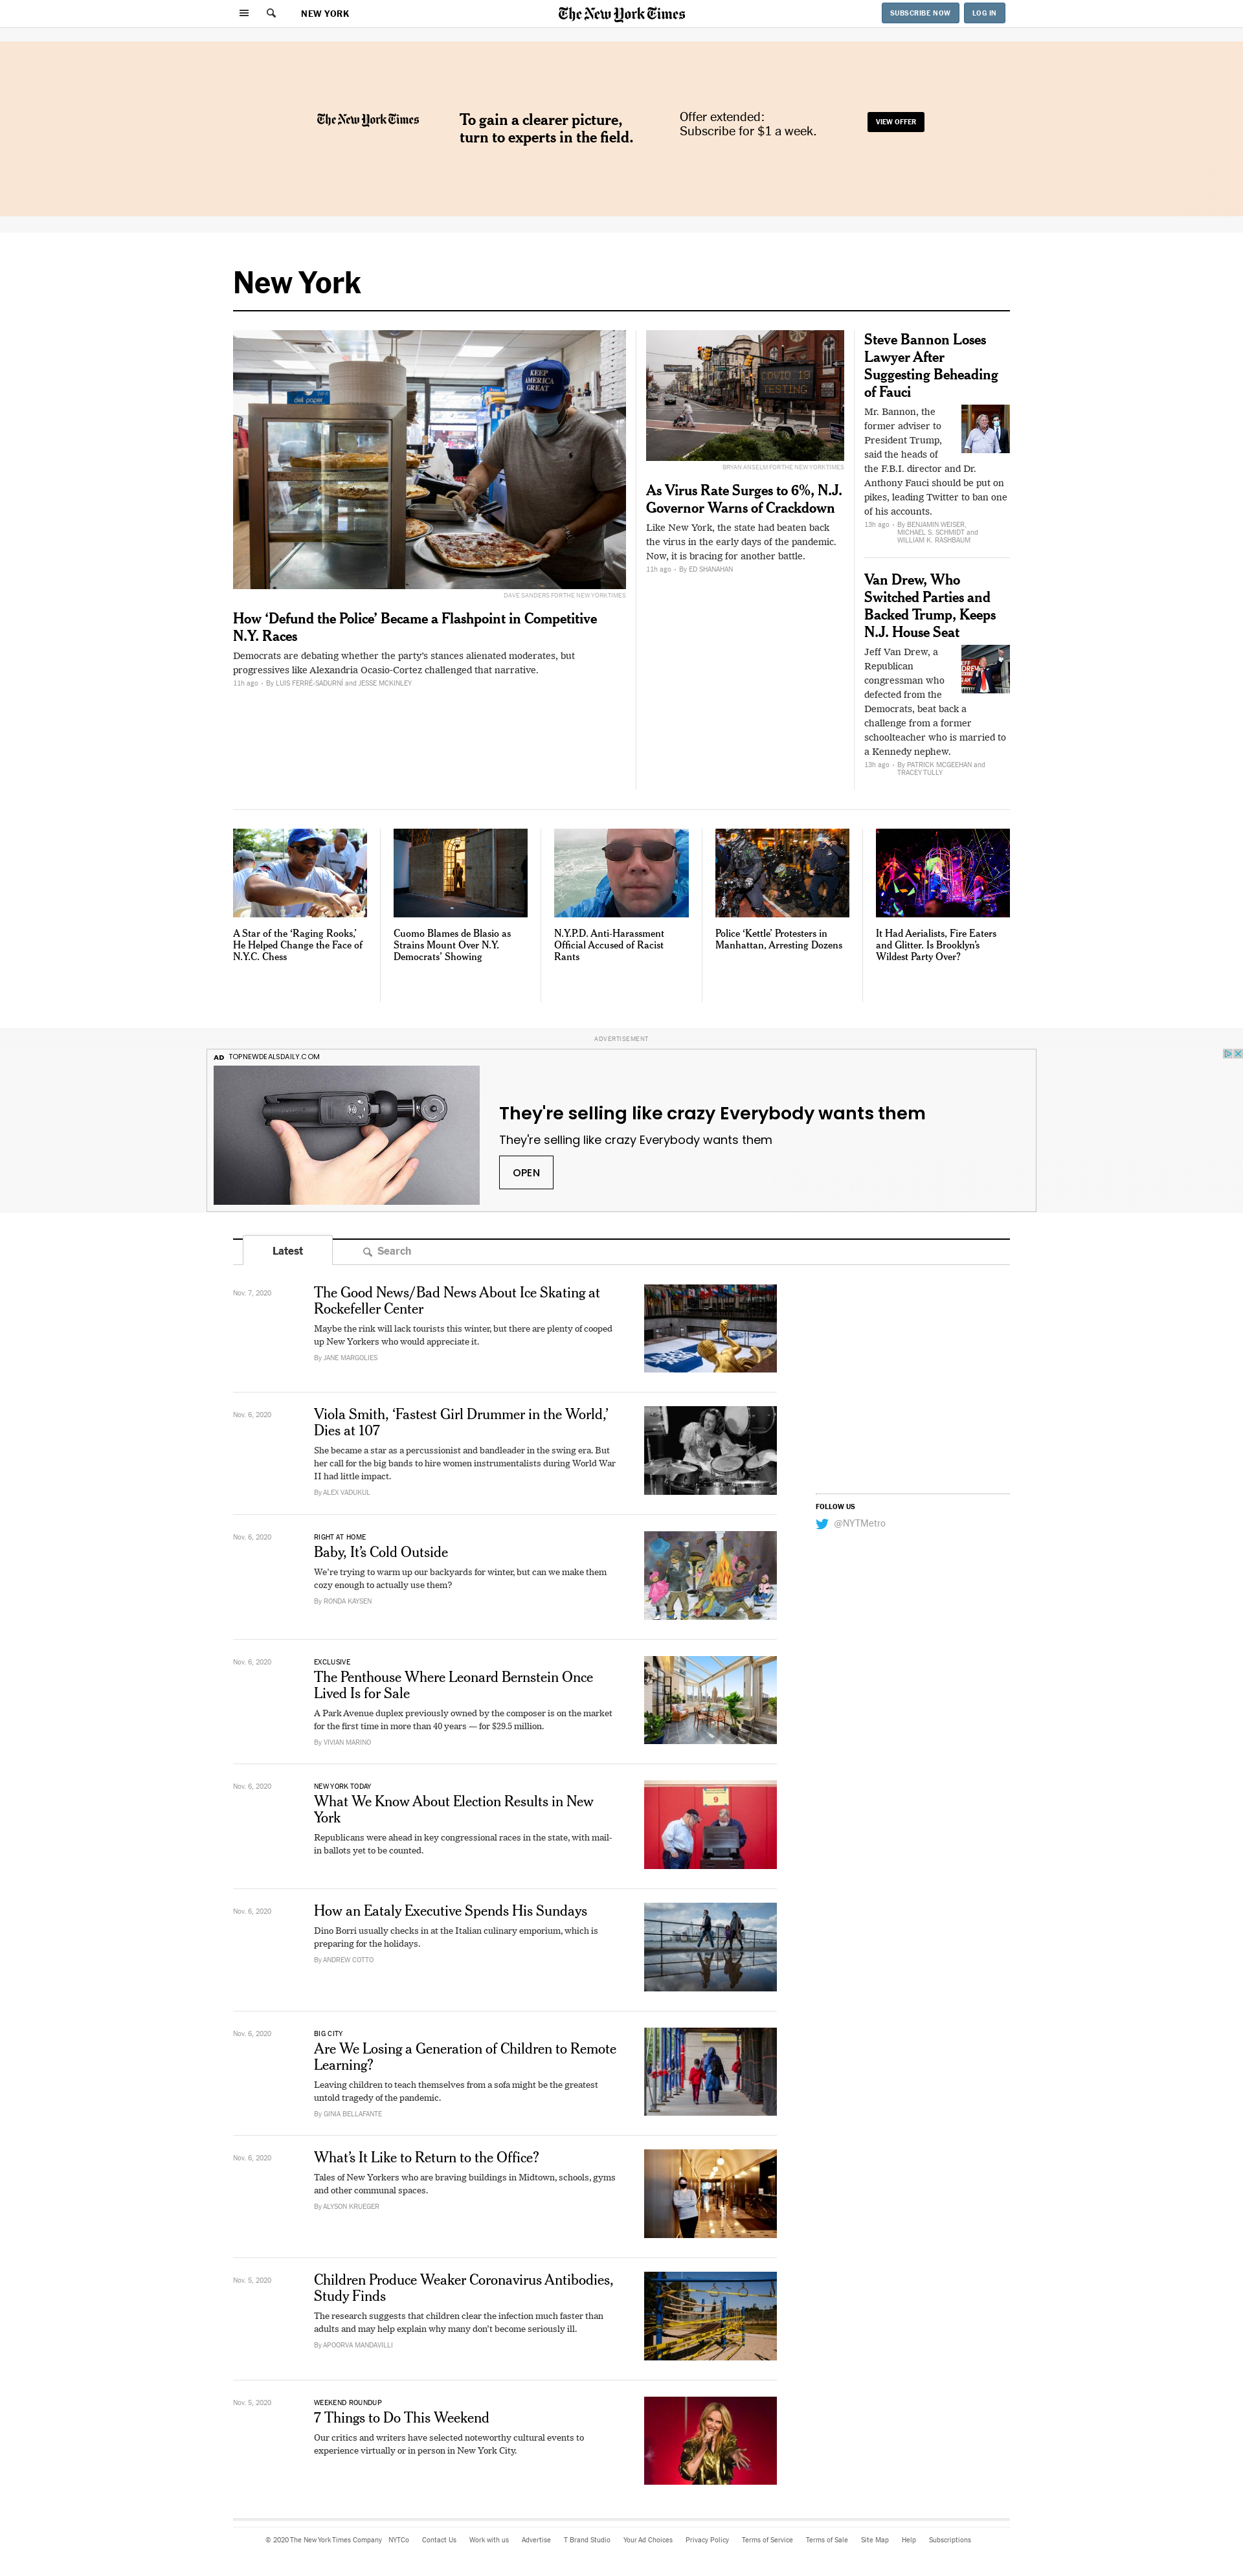 NEW YORK
The New York Times
SUBSCRIBE NOW
LOG IN
The New York Times
To gain a clearer picture,
turn to experts in the field.
Offer extended:
Subscribe for $1 a week.
VIEW OFFER
New York
KEEP
AMERICA
GREAT
deli paper
DAVE SANDERS FOR THE NEW YORK TIMES
How ‘Defund the Police’ Became a Flashpoint in Competitive
N.Y. Races
Democrats are debating whether the party’s stances alienated moderates, but
progressives like Alexandria Ocasio-Cortez challenged that narrative.
11h ago • By LUIS FERRÉ-SADURNÍ and JESSE MCKINLEY
COVID 19
TESTING
BRYAN ANSELM FOR THE NEW YORK TIMES
As Virus Rate Surges to 6%, N.J.
Governor Warns of Crackdown
Like New York, the state had beaten back
the virus in the early days of the pandemic.
Now, it is bracing for another battle.
11h ago • By ED SHANAHAN
Steve Bannon Loses
Lawyer After
Suggesting Beheading
of Fauci
Mr. Bannon, the
former adviser to
President Trump,
said the heads of
the F.B.I. director and Dr.
Anthony Fauci should be put on
pikes, leading Twitter to ban one
of his accounts.
13h ago • By BENJAMIN WEISER,
MICHAEL S. SCHMIDT and
WILLIAM K. RASHBAUM
Van Drew, Who
Switched Parties and
Backed Trump, Keeps
N.J. House Seat
Jeff Van Drew, a
Republican
congressman who
defected from the
Democrats, beat back a
challenge from a former
schoolteacher who is married to
a Kennedy nephew.
13h ago • By PATRICK MCGEEHAN and
TRACEY TULLY
A Star of the ‘Raging Rooks,’
He Helped Change the Face of
N.Y.C. Chess
Cuomo Blames de Blasio as
Strains Mount Over N.Y.
Democrats’ Showing
N.Y.P.D. Anti-Harassment
Official Accused of Racist
Rants
Police ‘Kettle’ Protesters in
Manhattan, Arresting Dozens
It Had Aerialists, Fire Eaters
and Glitter. Is Brooklyn’s
Wildest Party Over?
ADVERTISEMENT
AD TOPNEWDEALSDAILY.COM
They're selling like crazy Everybody wants them
They're selling like crazy Everybody wants them
OPEN
Latest
Search
Nov. 7, 2020
The Good News/Bad News About Ice Skating at
Rockefeller Center
Maybe the rink will lack tourists this winter, but there are plenty of cooped
up New Yorkers who would appreciate it.
By JANE MARGOLIES
Nov. 6, 2020
Viola Smith, ‘Fastest Girl Drummer in the World,’
Dies at 107
She became a star as a percussionist and bandleader in the swing era. But
her call for the big bands to hire women instrumentalists during World War
II had little impact.
By ALEX VADUKUL
FOLLOW US
@NYTMetro
Nov. 6, 2020
RIGHT AT HOME
Baby, It’s Cold Outside
We’re trying to warm up our backyards for winter, but can we make them
cozy enough to actually use them?
By RONDA KAYSEN
Nov. 6, 2020
EXCLUSIVE
The Penthouse Where Leonard Bernstein Once
Lived Is for Sale
A Park Avenue duplex previously owned by the composer is on the market
for the first time in more than 40 years — for $29.5 million.
By VIVIAN MARINO
Nov. 6, 2020
NEW YORK TODAY
What We Know About Election Results in New
York
Republicans were ahead in key congressional races in the state, with mail-
in ballots yet to be counted.
9
Nov. 6, 2020
How an Eataly Executive Spends His Sundays
Dino Borri usually checks in at the Italian culinary emporium, which is
preparing for the holidays.
By ANDREW COTTO
Nov. 6, 2020
BIG CITY
Are We Losing a Generation of Children to Remote
Learning?
Leaving children to teach themselves from a sofa might be the greatest
untold tragedy of the pandemic.
By GINIA BELLAFANTE
Nov. 6, 2020
What’s It Like to Return to the Office?
Tales of New Yorkers who are braving buildings in Midtown, schools, gyms
and other communal spaces.
By ALYSON KRUEGER
Nov. 5, 2020
Children Produce Weaker Coronavirus Antibodies,
Study Finds
The research suggests that children clear the infection much faster than
adults and may help explain why many don’t become seriously ill.
By APOORVA MANDAVILLI
Nov. 5, 2020
WEEKEND ROUNDUP
7 Things to Do This Weekend
Our critics and writers have selected noteworthy cultural events to
experience virtually or in person in New York City.
© 2020 The New York Times Company NYTCo Contact Us Work with us Advertise T Brand Studio Your Ad Choices Privacy Policy Terms of Service Terms of Sale Site Map Help Subscriptions